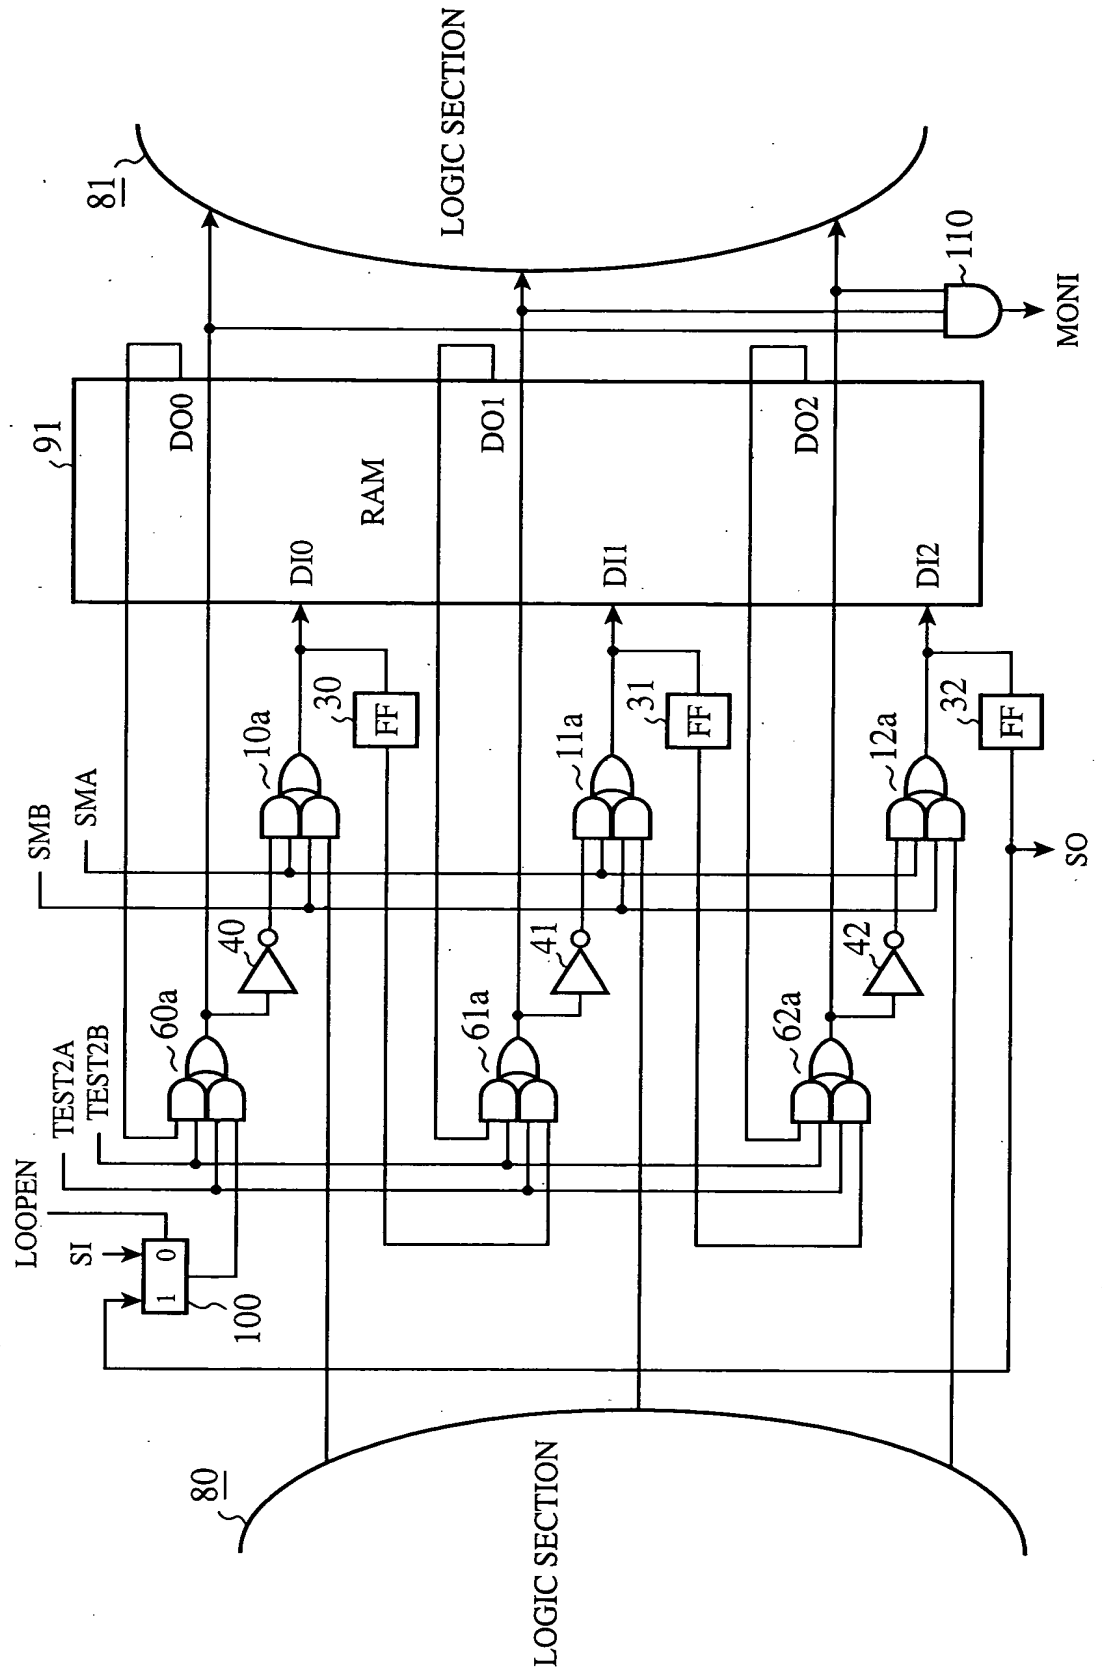 LOOPEN
TEST2A
TEST2B
SMB
SMA
SI
1 0
100
60a
40
10a
30
FF
91
DI0
DO0
RAM
81
LOGIC SECTION
61a
41
11a
31
FF
DI1
DO1
62a
42
12a
32
FF
DI2
DO2
110
MONI
SO
80
LOGIC SECTION